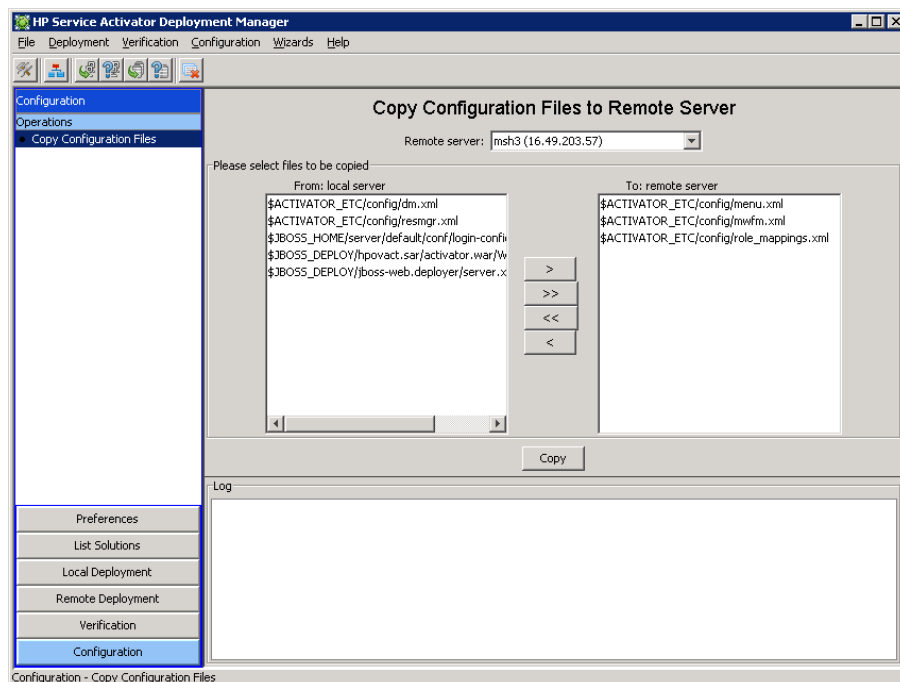 HP Service Activator Deployment Manager
File Deployment Verification Configuration Wizards Help
Configuration
Operations
Copy Configuration Files
Copy Configuration Files to Remote Server
Remote server: msh3 (16.49.203.57)
Please select files to be copied
From: local server
$ACTIVATOR_ETC/config/dm.xml
$ACTIVATOR_ETC/config/resmgr.xml
$JBOSS_HOME/server/default/conf/login-confi
$JBOSS_DEPLOY/hpovact.sar/activator.war/W
$JBOSS_DEPLOY/jboss-web.deployer/server.x
>
>>
<<
<
To: remote server
$ACTIVATOR_ETC/config/menu.xml
$ACTIVATOR_ETC/config/mwfm.xml
$ACTIVATOR_ETC/config/role_mappings.xml
Copy
Log
Preferences
List Solutions
Local Deployment
Remote Deployment
Verification
Configuration
Configuration - Copy Configuration Files